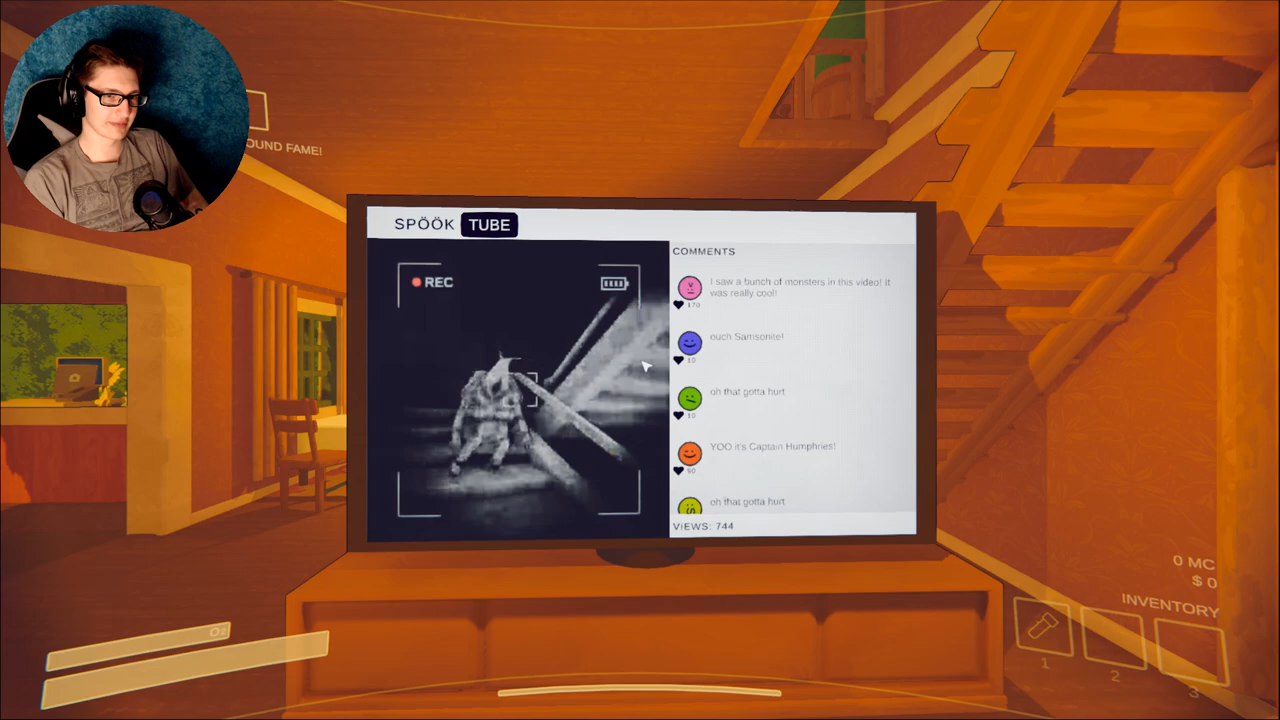 OUND FAME!
SPÖÖK TUBE
REC
COMMENTS
I saw a bunch of monsters in this video! It
was really cool!
170
ouch Samsonite!
10
oh that gotta hurt
10
YOO it's Captain Humphries!
90
oh that gotta hurt
VIEWS: 744
0 MC
$ 0
INVENTORY
1
2
3
O2